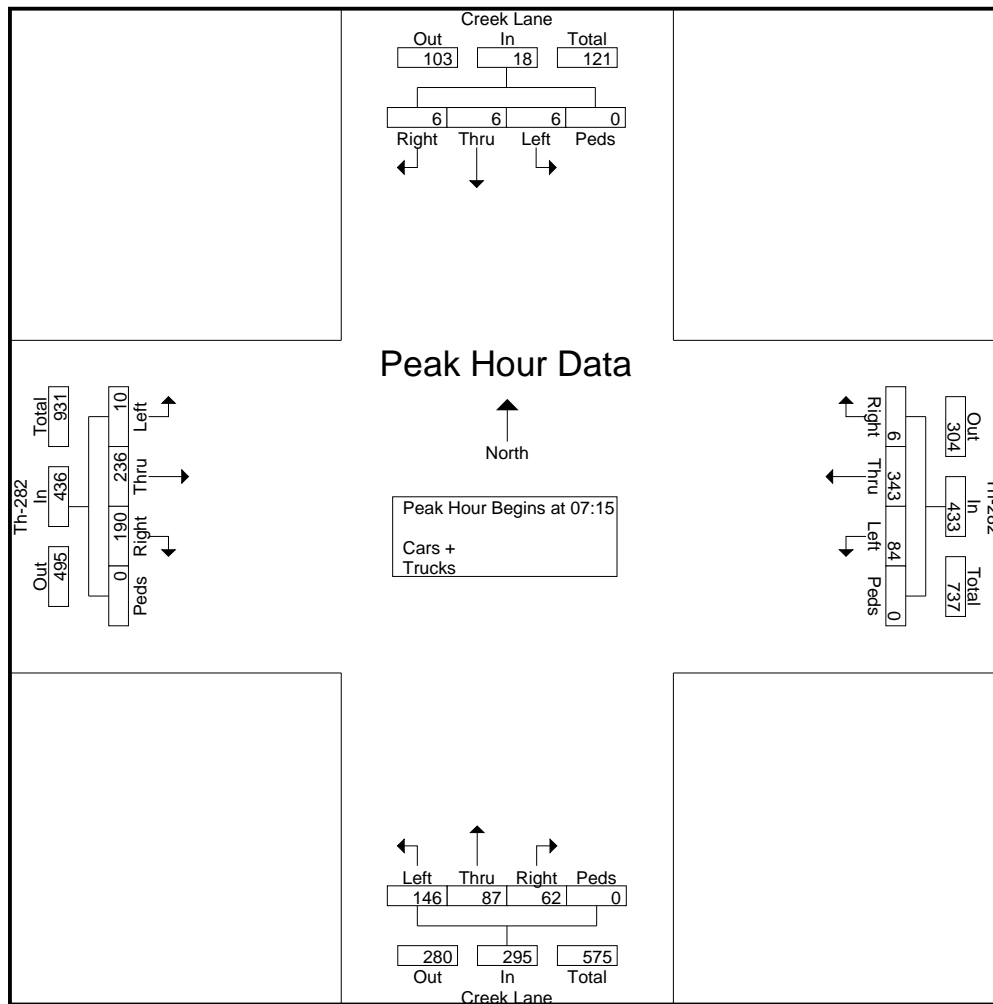 Creek Lane
Out In Total
103 18 121
6 6 6 0
Right Thru Left Peds
Peak Hour Data
North
Peak Hour Begins at 07:15
Cars +
Trucks
Th-282
Total In Out
931 436 495
10 236 190 0
Left Thru Right Peds
Right Thru Left Peds
6 343 84 0
Out In Total
304 433 737
Th-282
Left Thru Right Peds
146 87 62 0
280 295 575
Out In Total
Creek Lane